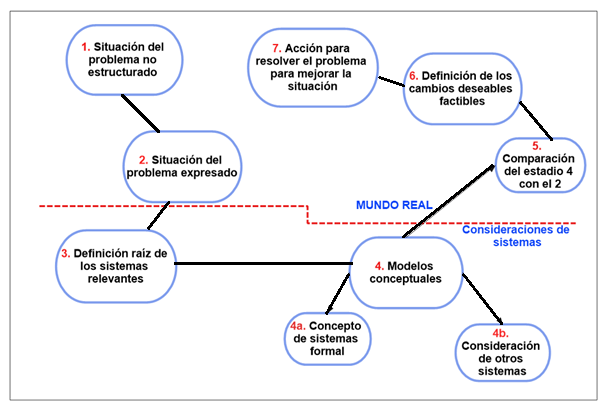 1. Situación del
problema no
estructurado
2. Situación del
problema expresado
3. Definición raíz de
los sistemas
relevantes
4. Modelos
conceptuales
4a. Concepto
de sistemas
formal
4b.
Consideración
de otros
sistemas
5.
Comparación
del estadio 4
con el 2
6. Definición de los
cambios deseables
factibles
7. Acción para
resolver el problema
para mejorar la
situación
MUNDO REAL
Consideraciones de
sistemas